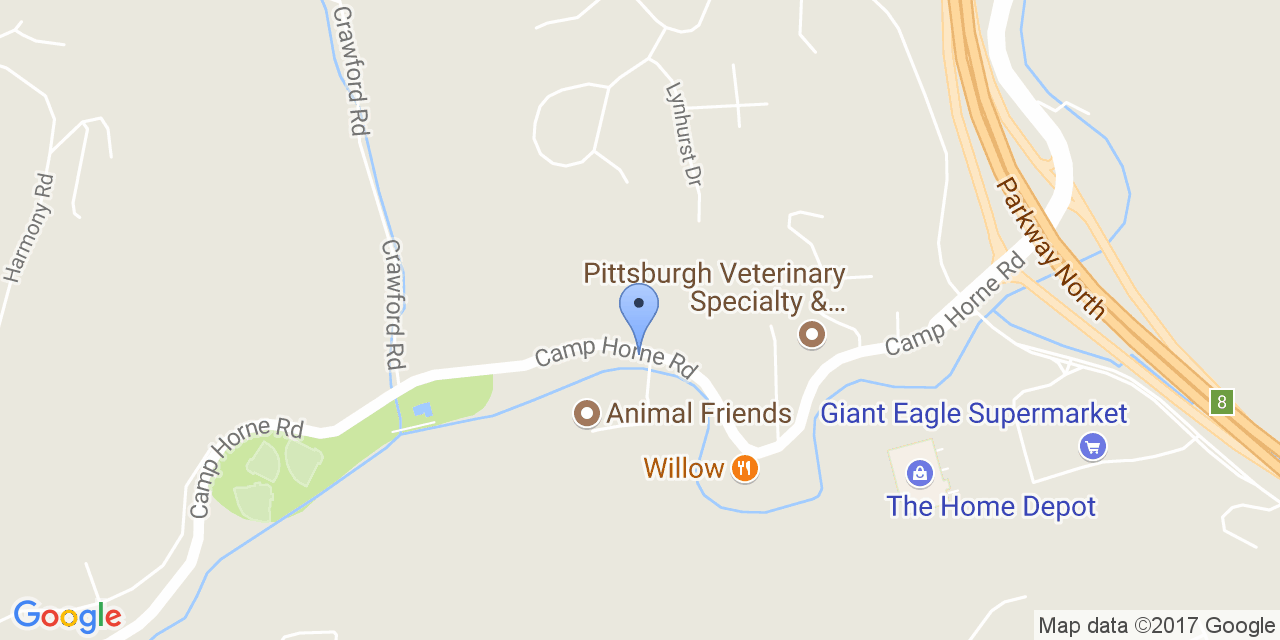 Crawford Rd
Lynhurst Dr
Harmony Rd
Parkway North
Crawford Rd
Pittsburgh Veterinary
Specialty &...
Camp Horne Rd
Camp Horne Rd
8
Animal Friends
Giant Eagle Supermarket
Camp Horne Rd
Willow
The Home Depot
Google
Map data ©2017 Google